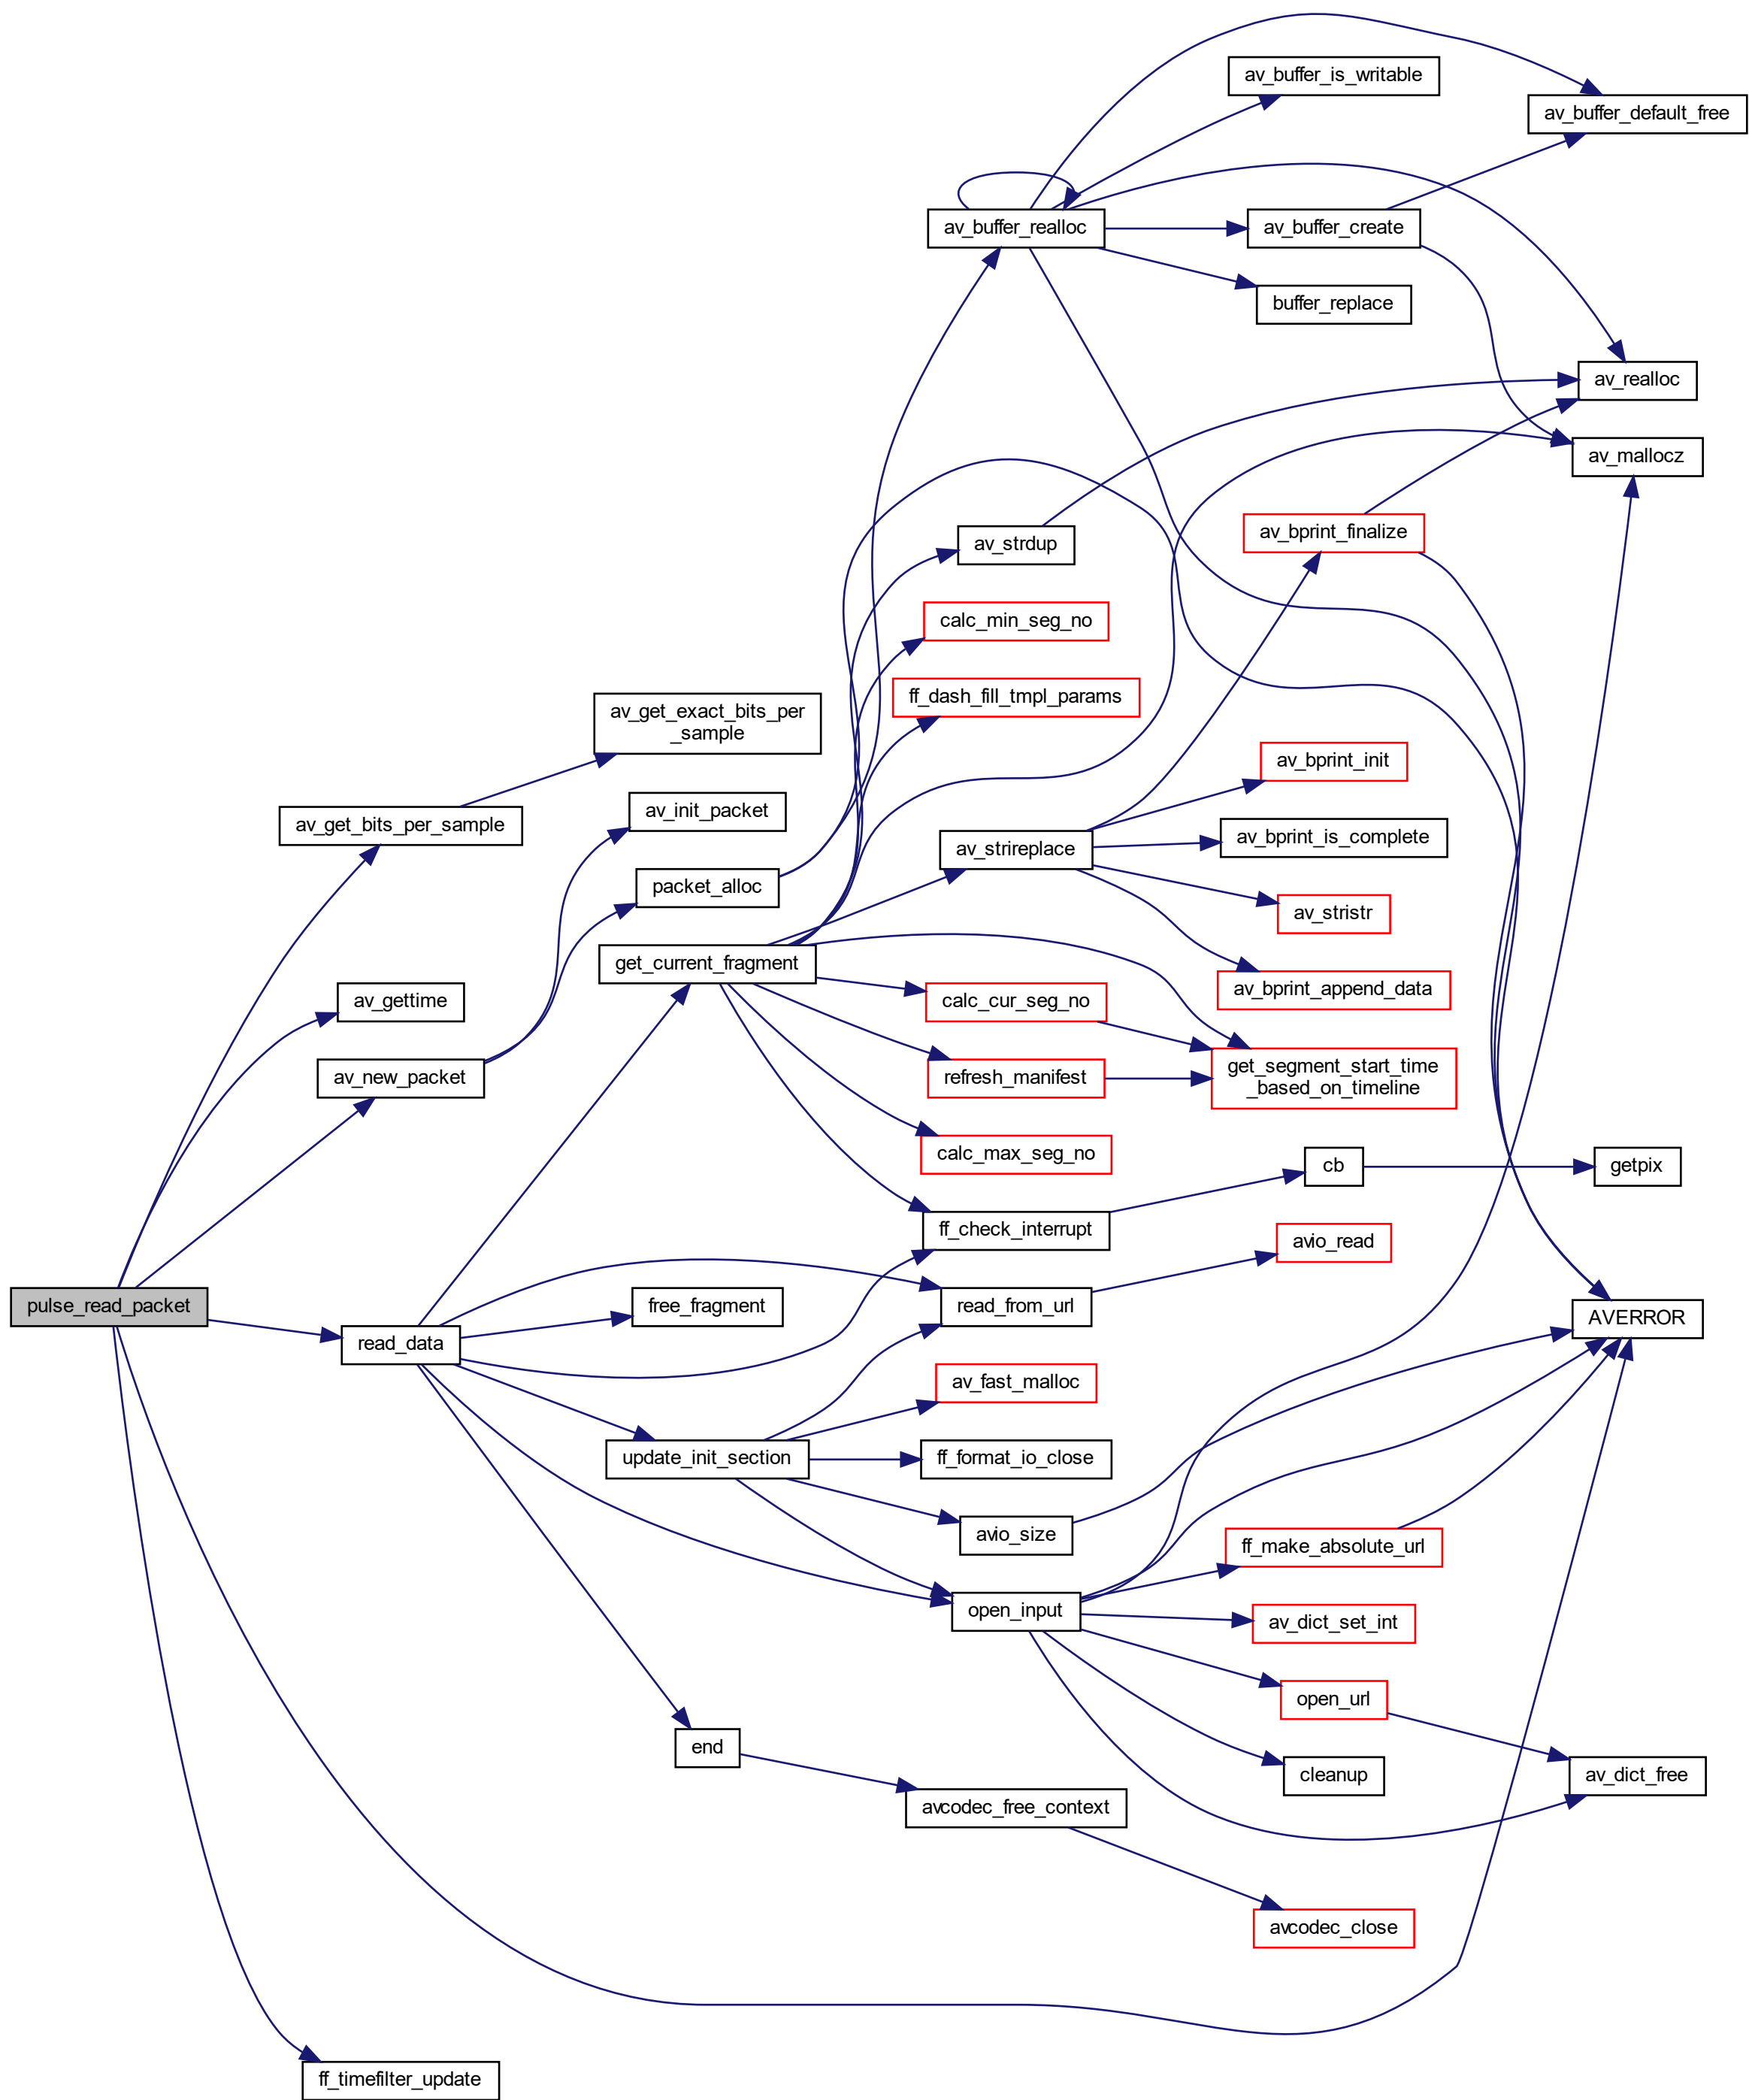 av_buffer_is_writable
av_buffer_default_free
av_buffer_realloc
av_buffer_create
buffer_replace
av_realloc
av_mallocz
av_bprint_finalize
av_strdup
calc_min_seg_no
ff_dash_fill_tmpl_params
av_get_exact_bits_per
_sample
av_bprint_init
av_init_packet
av_get_bits_per_sample
av_bprint_is_complete
av_strireplace
packet_alloc
av_stristr
get_current_fragment
av_bprint_append_data
av_gettime
calc_cur_seg_no
get_segment_start_time
_based_on_timeline
av_new_packet
refresh_manifest
calc_max_seg_no
cb
getpix
ff_check_interrupt
avio_read
pulse_read_packet
free_fragment
read_from_url
AVERROR
read_data
av_fast_malloc
update_init_section
ff_format_io_close
avio_size
ff_make_absolute_url
open_input
av_dict_set_int
open_url
end
cleanup
av_dict_free
avcodec_free_context
avcodec_close
ff_timefilter_update